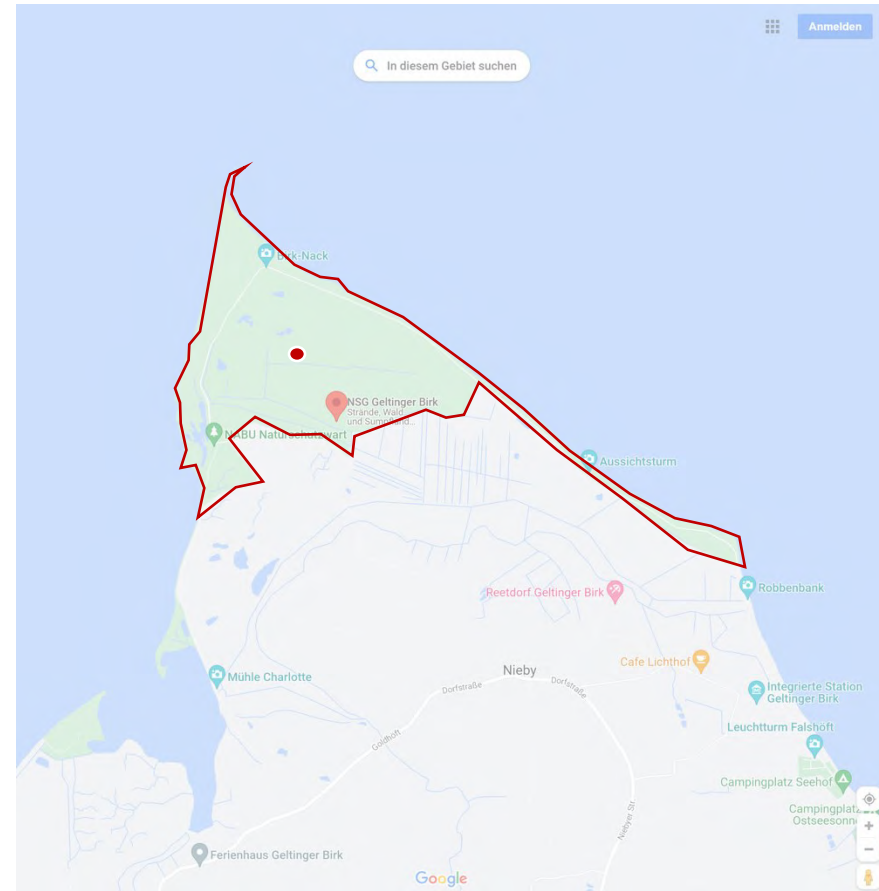 Anmelden
In diesem Gebiet suchen
Birk-Nack
NSG Geltinger Birk
Strände, Wald
und Sumpfland...
NABU Naturschutzwart
Aussichtsturm
Reetdorf Geltinger Birk
Robbenbank
Cafe Lichthof
Nieby
Dorfstraße
Dorfstraße
Mühle Charlotte
Integrierte Station
Geltinger Birk
Goldhöft
Leuchtturm Falshöft
Campingplatz Seehof
Campingplatz
Ostseesonne
Nieybyer Str
Ferienhaus Geltinger Birk
Google